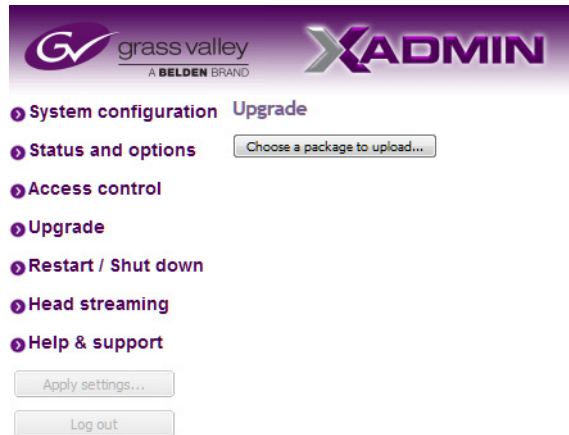 GV grass valley
A BELDEN BRAND
XADMIN
System configuration
Status and options
Access control
Upgrade
Restart / Shut down
Head streaming
Help & support
Apply settings...
Log out
Upgrade
Choose a package to upload...